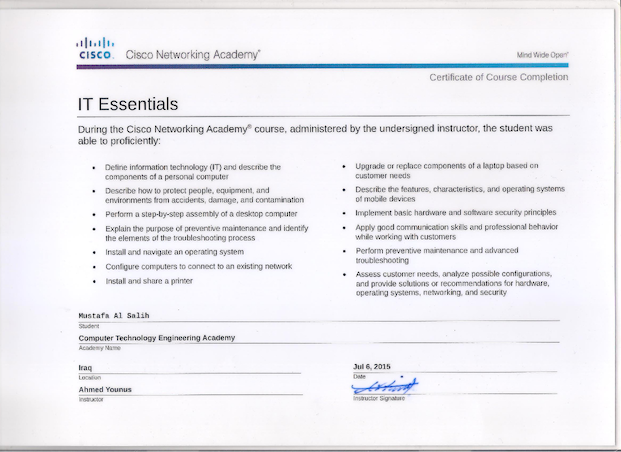 CISCO. Cisco Networking Academy® Mind Wide Open®
Certificate of Course Completion
IT Essentials
During the Cisco Networking Academy® course, administered by the undersigned instructor, the student was
able to proficiently:
• Define information technology (IT) and describe the
components of a personal computer
• Describe how to protect people, equipment, and
environments from accidents, damage, and contamination
• Perform a step-by-step assembly of a desktop computer
• Explain the purpose of preventive maintenance and identify
the elements of the troubleshooting process
• Install and navigate an operating system
• Configure computers to connect to an existing network
• Install and share a printer
• Upgrade or replace components of a laptop based on
customer needs
• Describe the features, characteristics, and operating systems
of mobile devices
• Implement basic hardware and software security principles
• Apply good communication skills and professional behavior
while working with customers
• Perform preventive maintenance and advanced
troubleshooting
• Assess customer needs, analyze possible configurations,
and provide solutions or recommendations for hardware,
operating systems, networking, and security
Mustafa Al Salih
Student
Computer Technology Engineering Academy
Academy Name
Iraq
Location
Jul 6, 2015
Date
Ahmed Younus
Instructor
Instructor Signature